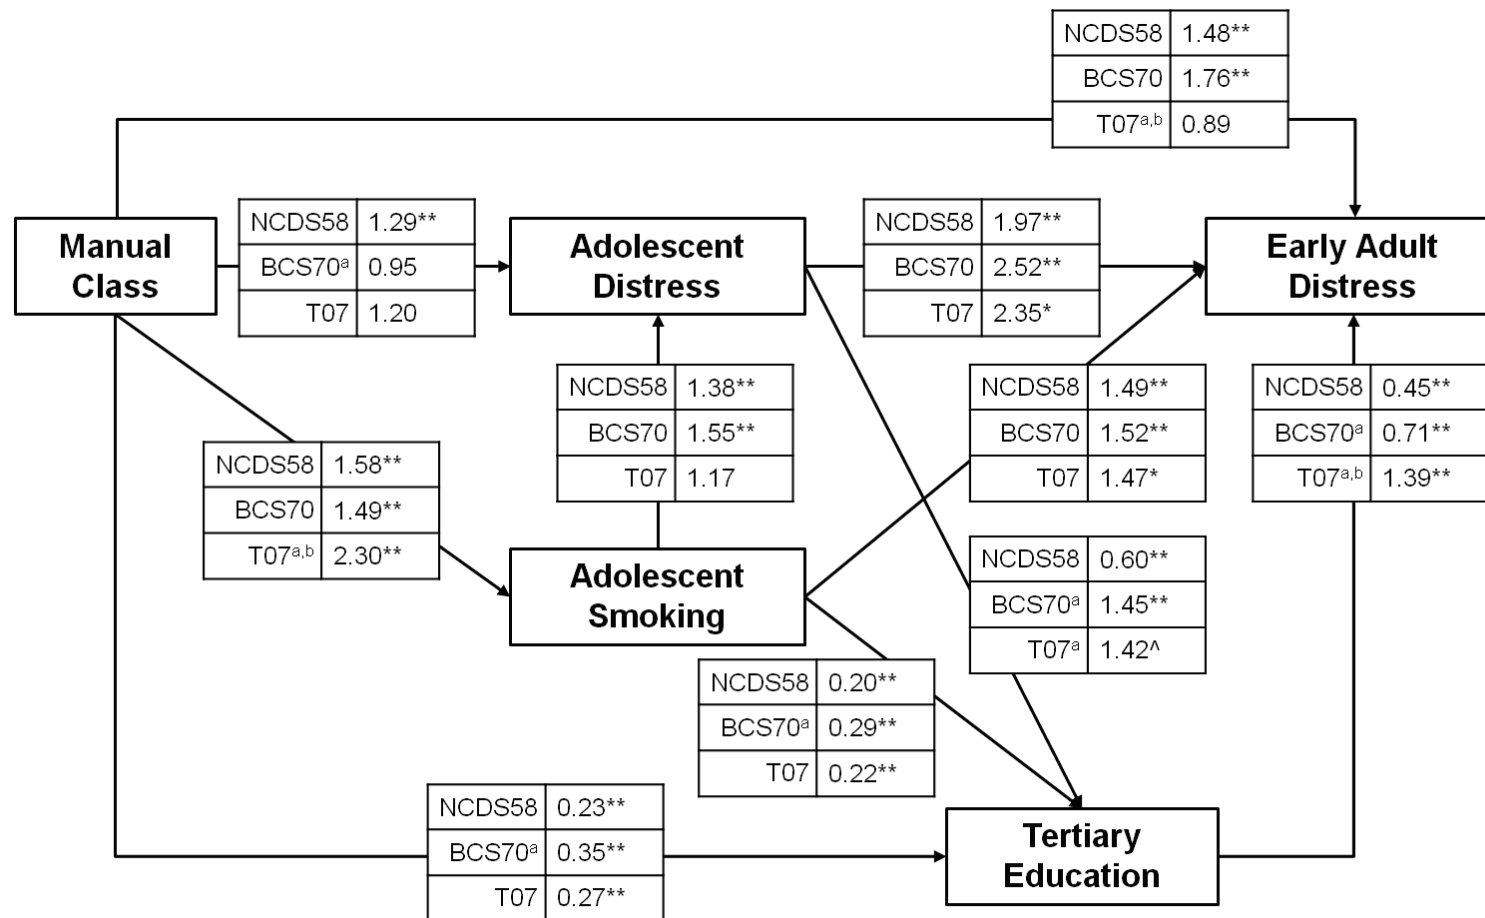 NCDS58 1.48**
BCS70 1.76**
T07a,b 0.89
Manual
Class
NCDS58 1.29**
BCS70a 0.95
T07 1.20
Adolescent
Distress
NCDS58 1.97**
BCS70 2.52**
T07 2.35*
Early Adult
Distress
NCDS58 1.38**
BCS70 1.55**
T07 1.17
NCDS58 1.49**
BCS70 1.52**
T07 1.47*
NCDS58 0.45**
BCS70a 0.71**
T07a,b 1.39**
NCDS58 1.58**
BCS70 1.49**
T07a,b 2.30**
Adolescent
Smoking
NCDS58 0.60**
BCS70a 1.45**
T07a 1.42^
NCDS58 0.20**
BCS70a 0.29**
T07 0.22**
NCDS58 0.23**
BCS70a 0.35**
T07 0.27**
Tertiary
Education